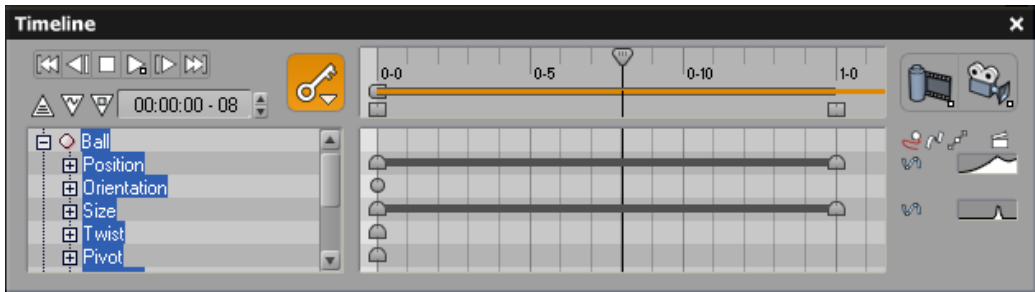 Timeline
0-0 0-5 0-10 1-0
00:00:00 - 08
Ball
Position
Orientation
Size
Twist
Pivot